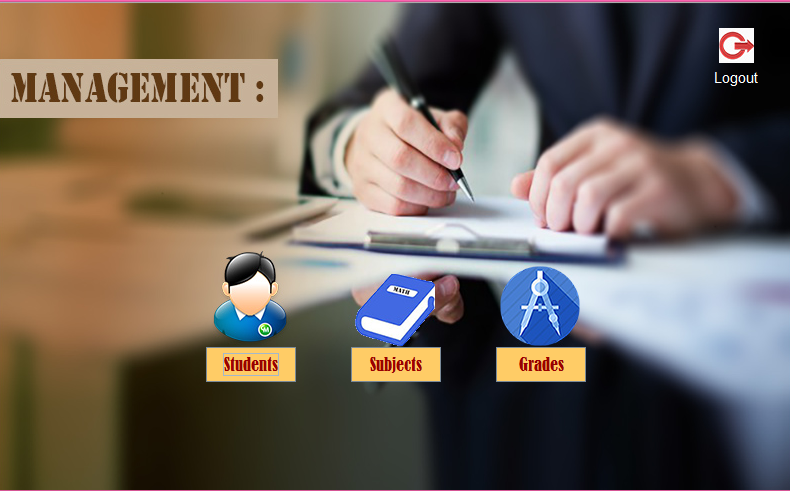 MANAGEMENT :
Logout
MATH
Students
Subjects
Grades